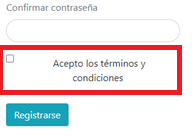 Confirmar contraseña
Acepto los términos y
condiciones
Registrarse